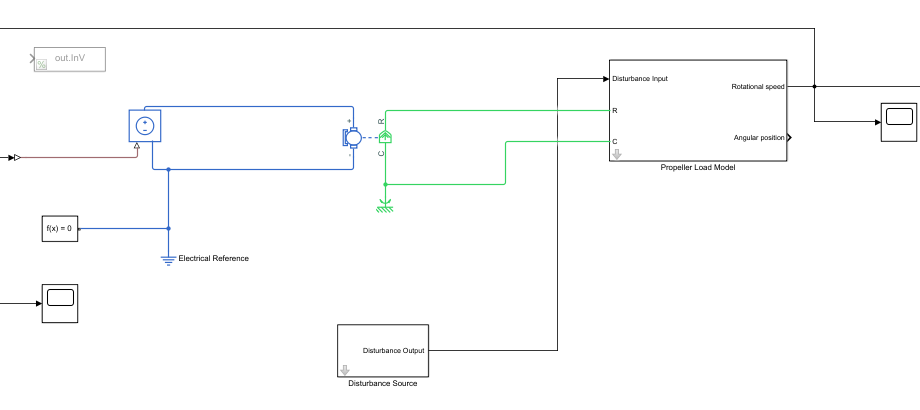 out.InV
Disturbance Input
Rotational speed
+
R
R
-
C
C
Angular position
Propeller Load Model
f(x) = 0
Electrical Reference
Disturbance Output
Disturbance Source